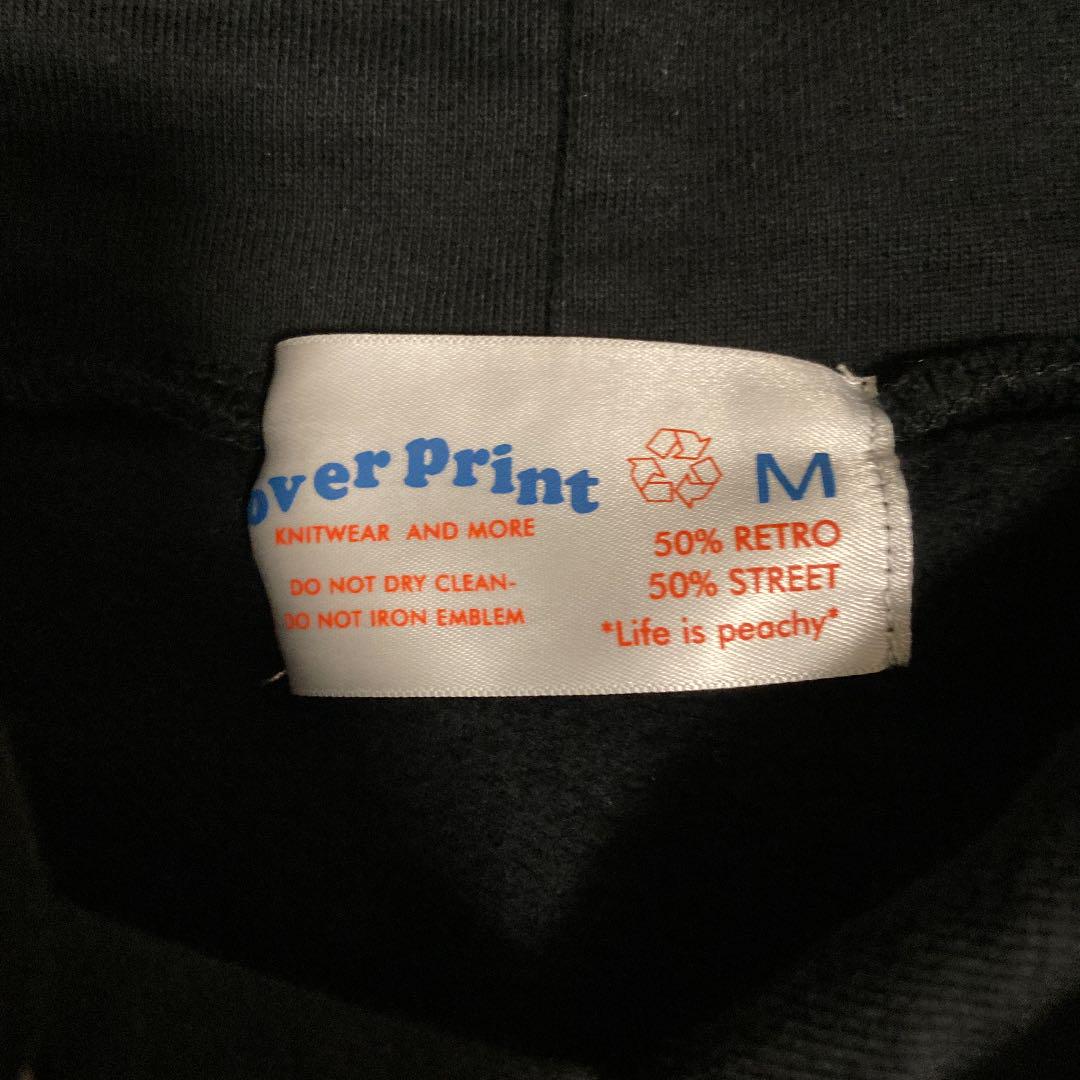 over Print
M
KNITWEAR AND MORE
DO NOT DRY CLEAN-
DO NOT IRON EMBLEM
50% RETRO
50% STREET
*Life is peachy*